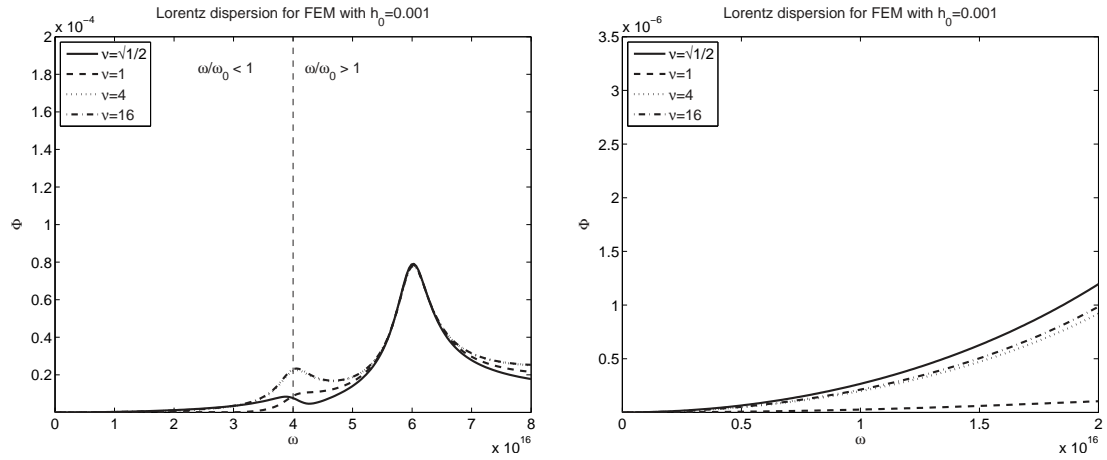 Lorentz dispersion for FEM with h₀=0.001
x 10⁻⁴
2
1.8
1.6
1.4
1.2
1
0.8
0.6
0.4
0.2
Φ
ν=√1/2
ν=1
ν=4
ν=16
ω/ω₀ < 1
ω/ω₀ > 1
0 1 2 3 4 5 6 7 8
ω
x 10¹⁶
Lorentz dispersion for FEM with h₀=0.001
x 10⁻⁶
3.5
3
2.5
2
1.5
1
0.5
Φ
ν=√1/2
ν=1
ν=4
ν=16
0 0.5 1 1.5 2
ω
x 10¹⁶